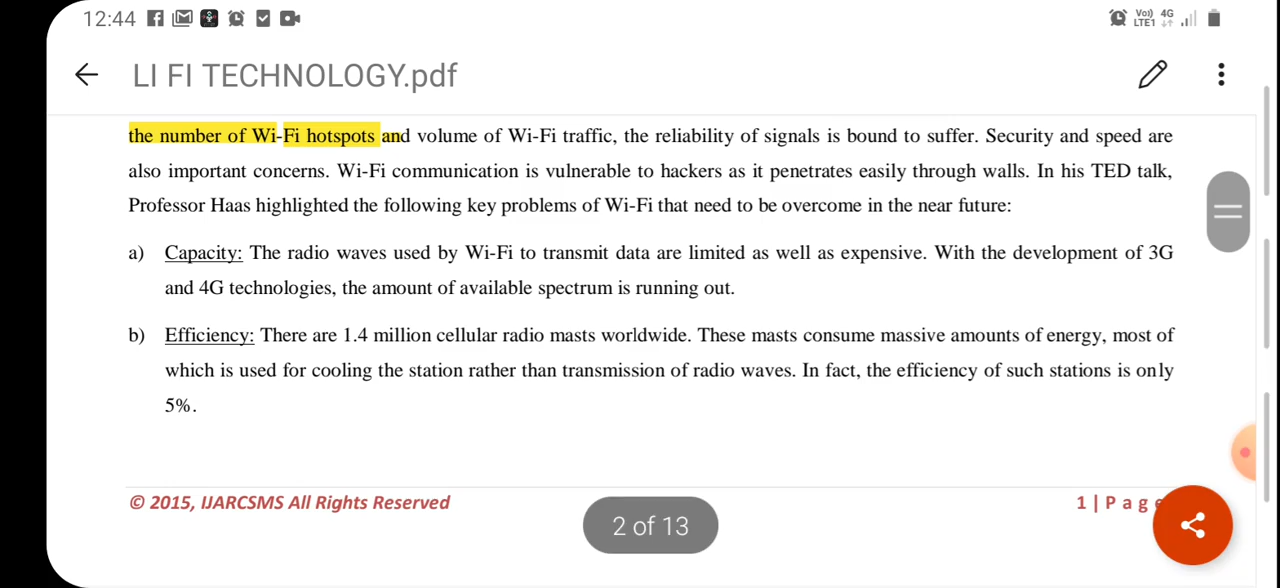 12:44
Vo)) 4G
LTE1
LI FI TECHNOLOGY.pdf
the number of Wi-Fi hotspots and volume of Wi-Fi traffic, the reliability of signals is bound to suffer. Security and speed are
also important concerns. Wi-Fi communication is vulnerable to hackers as it penetrates easily through walls. In his TED talk,
Professor Haas highlighted the following key problems of Wi-Fi that need to be overcome in the near future:
a) Capacity: The radio waves used by Wi-Fi to transmit data are limited as well as expensive. With the development of 3G
and 4G technologies, the amount of available spectrum is running out.
b) Efficiency: There are 1.4 million cellular radio masts worldwide. These masts consume massive amounts of energy, most of
which is used for cooling the station rather than transmission of radio waves. In fact, the efficiency of such stations is only
5%.
© 2015, IJARCSMS All Rights Reserved 1 | P a g e
2 of 13